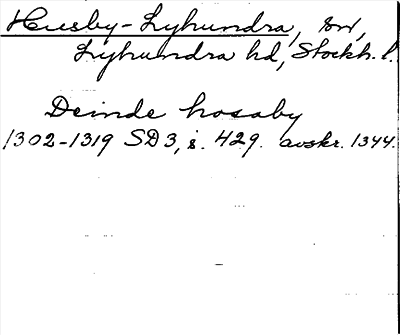 Husby-Lyhundra, sn,
Lyhundra hd, Stockh. l.
Deinde hosaby
1302-1319 SD 3, s. 429. avskr. 1344.